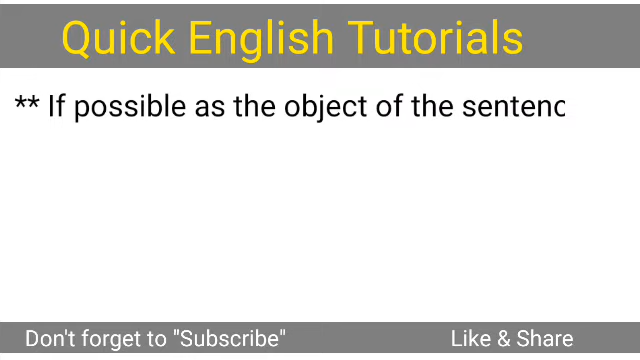 Quick English Tutorials
** If possible as the object of the sentenc
Don't forget to "Subscribe"
Like & Share